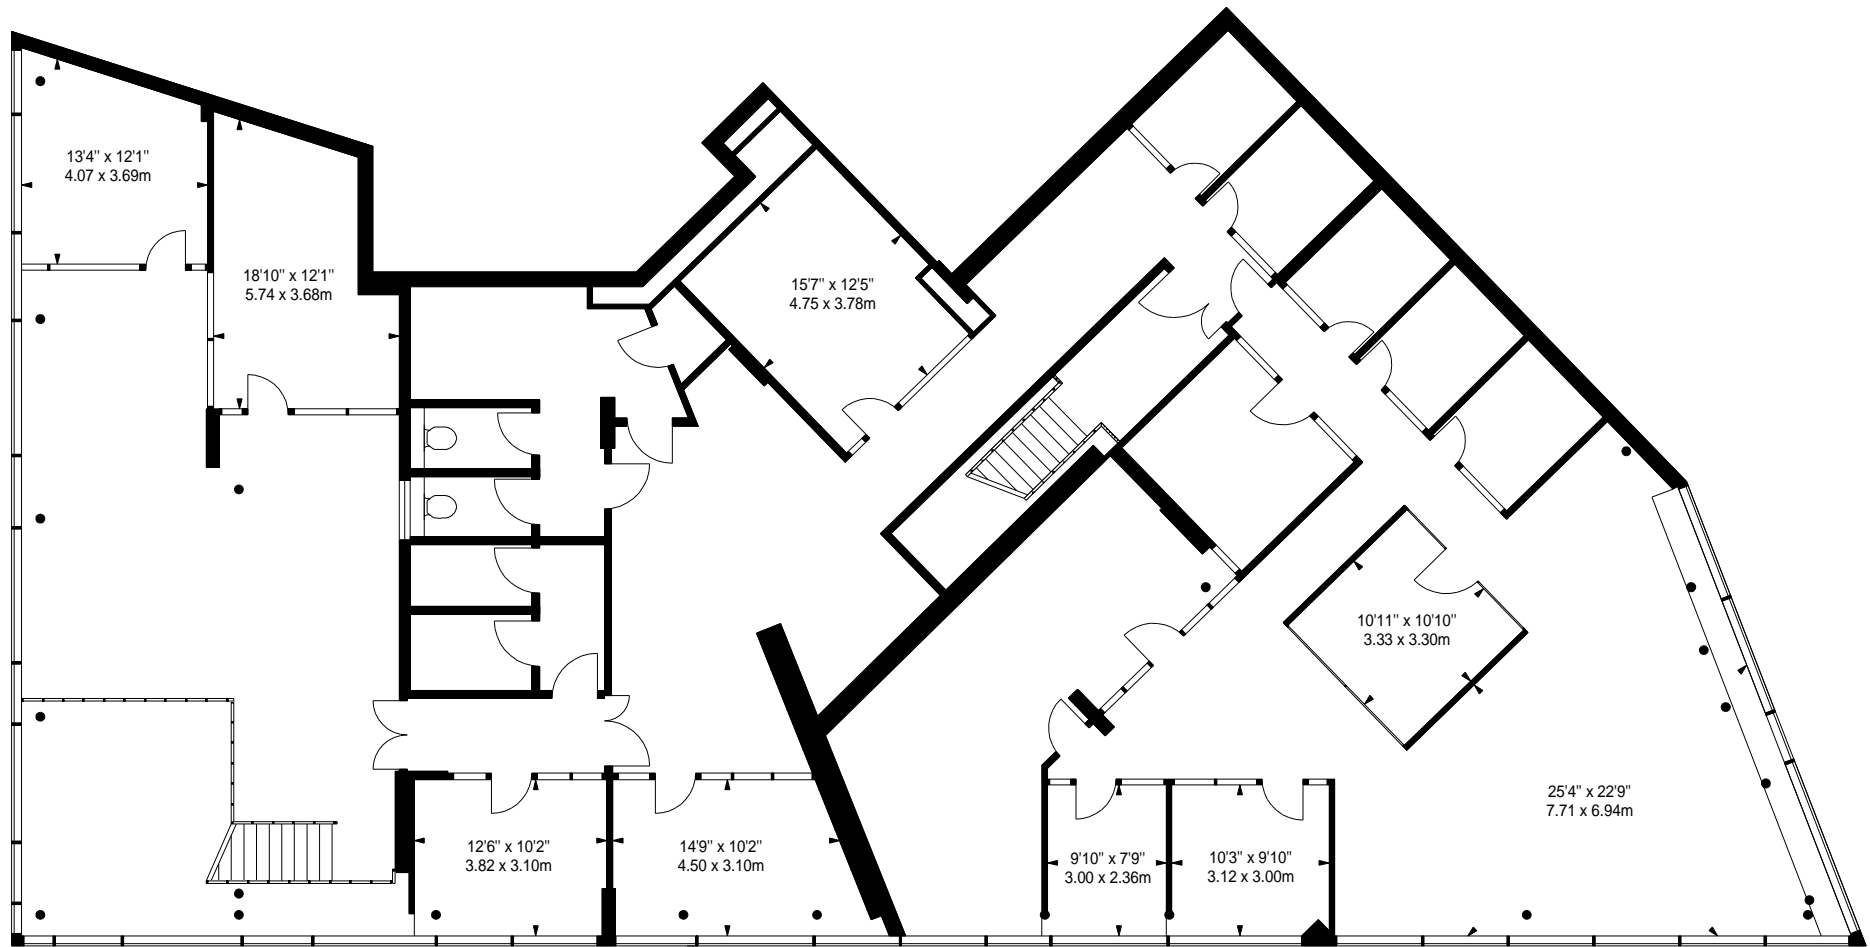 13'4" x 12'1"
4.07 x 3.69m
18'10" x 12'1"
5.74 x 3.68m
15'7" x 12'5"
4.75 x 3.78m
10'11" x 10'10"
3.33 x 3.30m
25'4" x 22'9"
7.71 x 6.94m
12'6" x 10'2"
3.82 x 3.10m
14'9" x 10'2"
4.50 x 3.10m
9'10" x 7'9"
3.00 x 2.36m
10'3" x 9'10"
3.12 x 3.00m